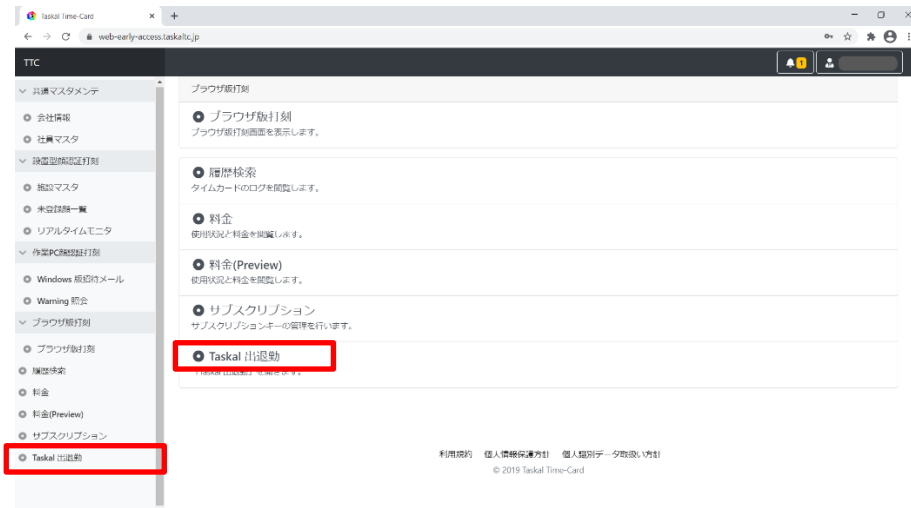 Taskal Time-Card
web-early-access.taskaltc.jp
TTC
1
共通マスタメンテ
会社情報
社員マスタ
設置型顔認証打刻
施設マスタ
未登録顔一覧
リアルタイムモニタ
作業PC顔認証打刻
Windows 版招待メール
Warning 照会
ブラウザ版打刻
ブラウザ版打刻
履歴検索
料金
料金(Preview)
サブスクリプション
Taskal 出退勤
ブラウザ版打刻
ブラウザ版打刻
ブラウザ版打刻画面を表示します。
履歴検索
タイムカードのログを閲覧します。
料金
使用状況と料金を閲覧します。
料金(Preview)
使用状況と料金を閲覧します。
サブスクリプション
サブスクリプションキーの管理を行います。
Taskal 出退勤
「Taskal 出退勤」を開きます。
利用規約 個人情報保護方針 個人識別データ取扱い方針
© 2019 Taskal Time-Card